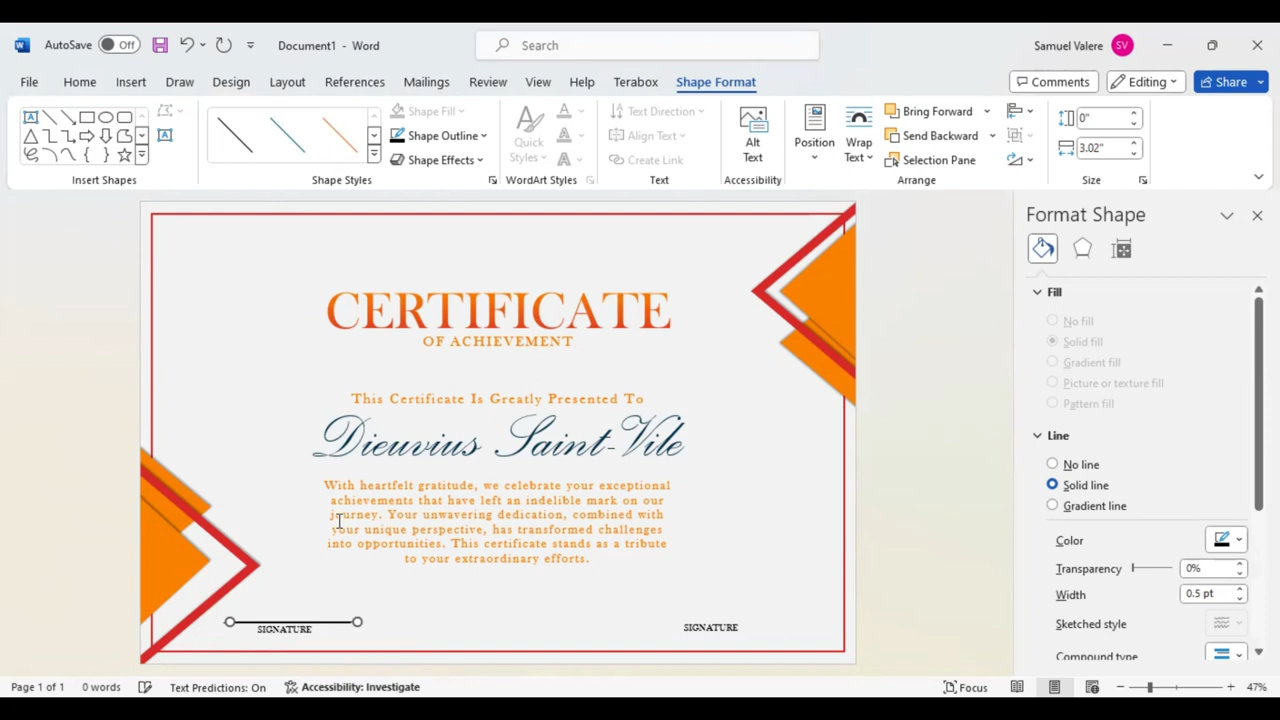 AutoSave Off Document1 - Word Search Samuel Valere SV
File Home Insert Draw Design Layout References Mailings Review View Help Terabox Shape Format Comments Editing Share
Shape Fill
Shape Outline
Shape Effects
Quick Styles
Text Direction
Align Text
Create Link
Alt Text
Position
Wrap Text
Bring Forward
Send Backward
Selection Pane
0"
3.02"
Insert Shapes Shape Styles WordArt Styles Text Accessibility Arrange Size
CERTIFICATE
OF ACHIEVEMENT
This Certificate Is Greatly Presented To
Dieuvius Saint-Vile
With heartfelt gratitude, we celebrate your exceptional
achievements that have left an indelible mark on our
journey. Your unwavering dedication, combined with
your unique perspective, has transformed challenges
into opportunities. This certificate stands as a tribute
to your extraordinary efforts.
SIGNATURE SIGNATURE
Format Shape
Fill
No fill
Solid fill
Gradient fill
Picture or texture fill
Pattern fill
Line
No line
Solid line
Gradient line
Color
Transparency 0%
Width 0.5 pt
Sketched style
Compound type
Page 1 of 1 0 words Text Predictions: On Accessibility: Investigate Focus 47%